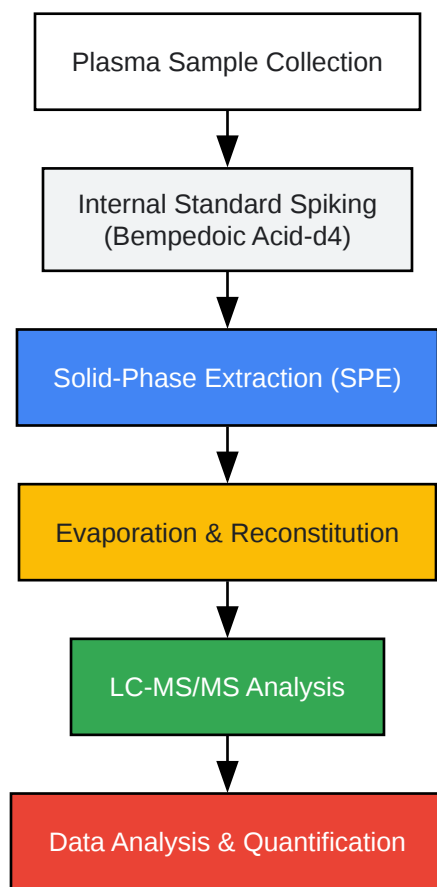 Plasma Sample Collection
Internal Standard Spiking
(Bempedoic Acid-d4)
Solid-Phase Extraction (SPE)
Evaporation & Reconstitution
LC-MS/MS Analysis
Data Analysis & Quantification